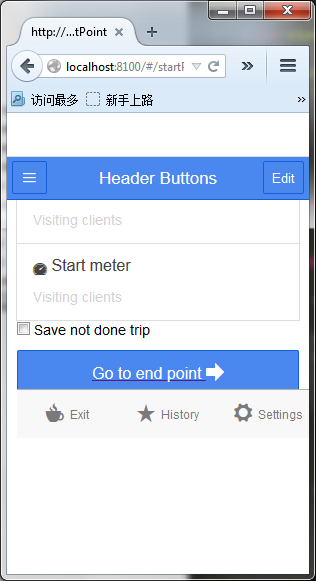 http://...tPoint
localhost:8100/#/startP
访问最多 新手上路
Header Buttons Edit
Visiting clients
Start meter
Visiting clients
Save not done trip
Go to end point
Exit History Settings